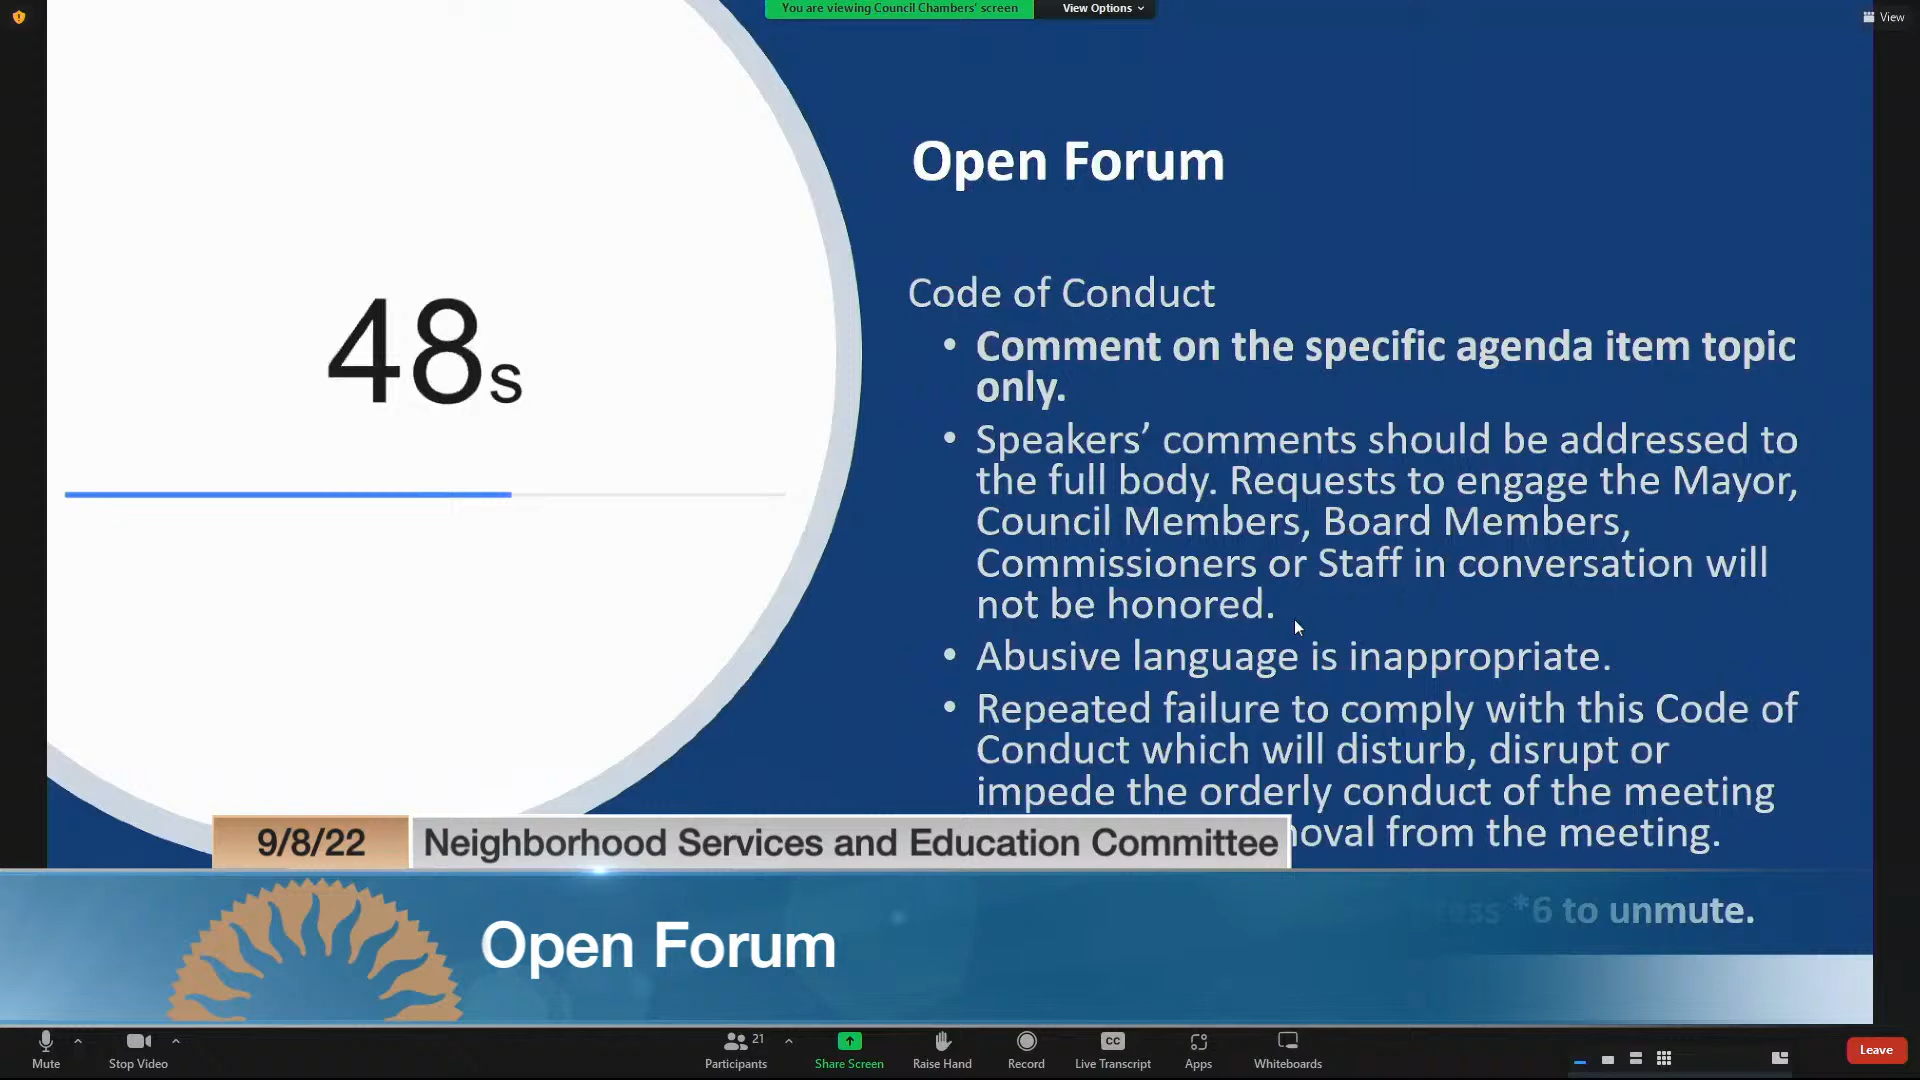 You are viewing Council Chambers' screen
View Options
View
48s
Open Forum
Code of Conduct
• Comment on the specific agenda item topic
only.
• Speakers’ comments should be addressed to
the full body. Requests to engage the Mayor,
Council Members, Board Members,
Commissioners or Staff in conversation will
not be honored.
• Abusive language is inappropriate.
• Repeated failure to comply with this Code of
Conduct which will disturb, disrupt or
impede the orderly conduct of the meeting
from the meeting.
9/8/22
Neighborhood Services and Education Committee
*6 to unmute.
Open Forum
Mute
Stop Video
21
Participants
Share Screen
Raise Hand
Record
CC
Live Transcript
Apps
Whiteboards
Leave